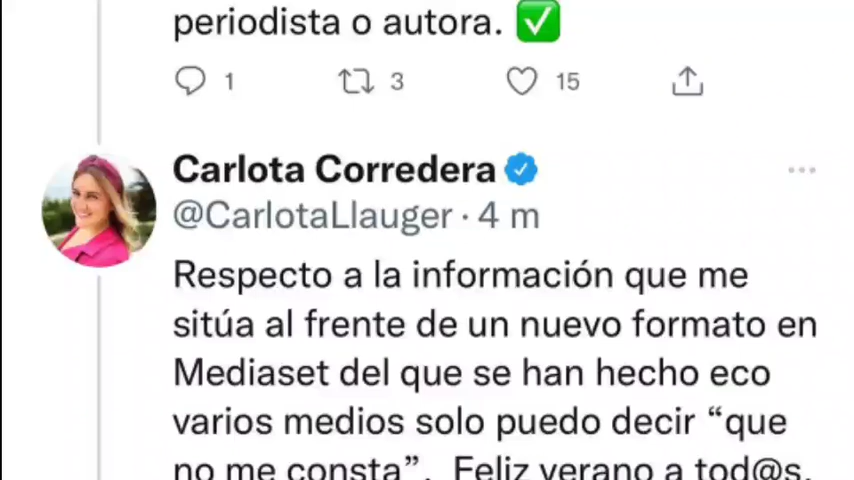 periodista o autora. ✅
1 3 15
Carlota Corredera
@CarlotaLlauger · 4 m
Respecto a la información que me
sitúa al frente de un nuevo formato en
Mediaset del que se han hecho eco
varios medios solo puedo decir “que
no me consta”. Feliz verano a tod@s.